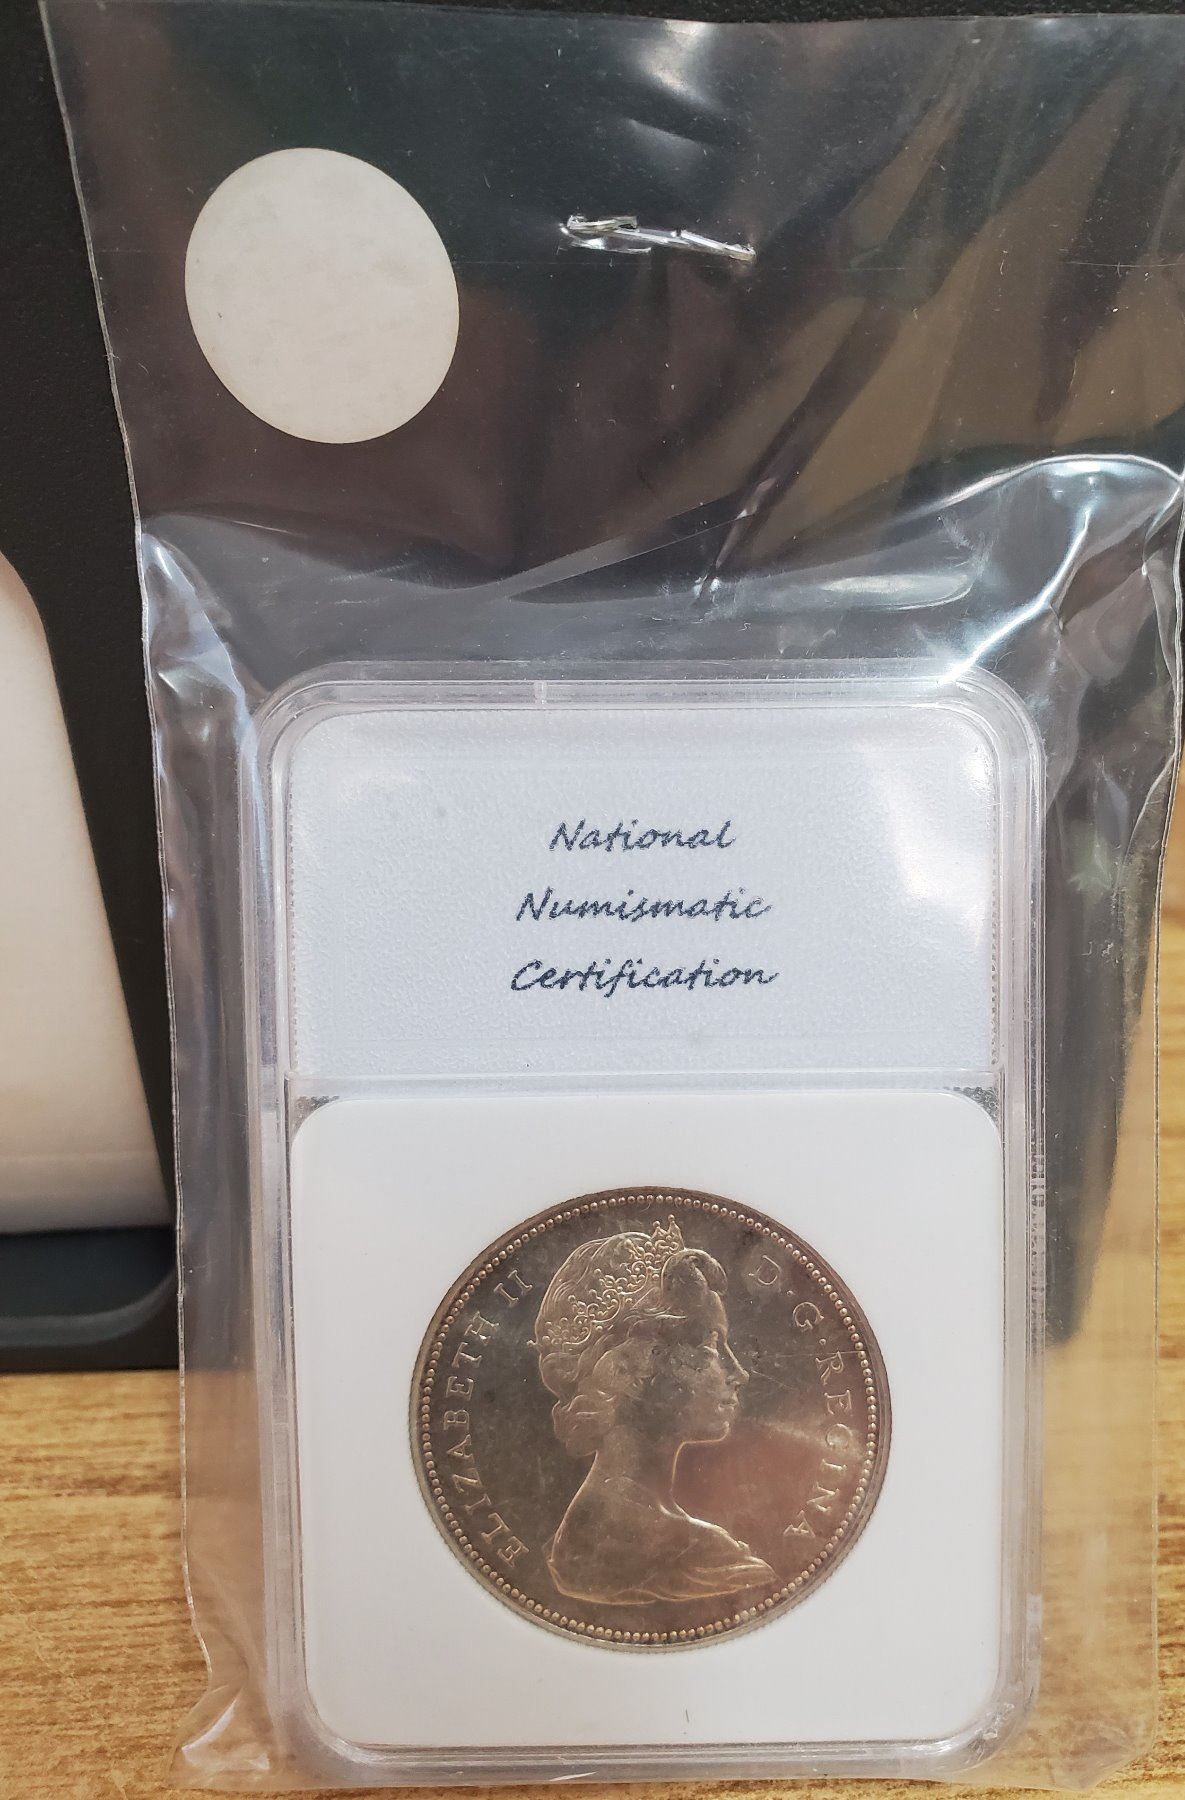 National
Numismatic
Certification
ELIZABETH II D·G·REGINA